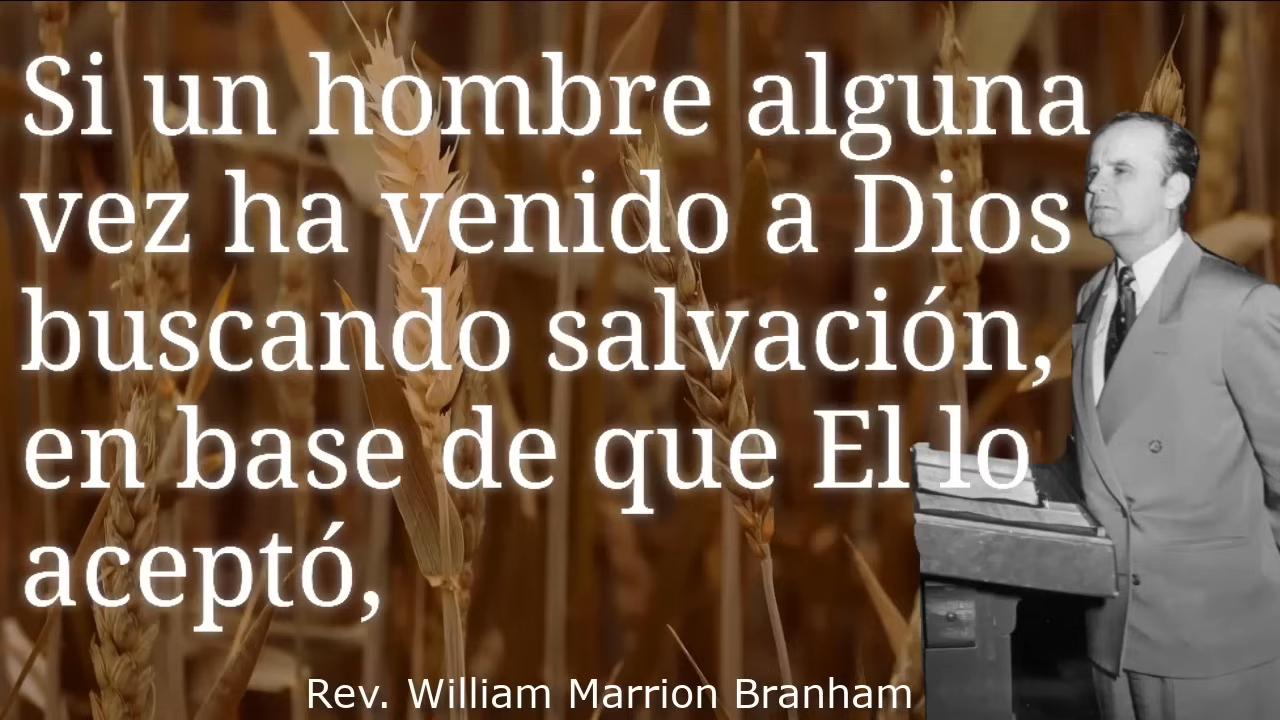 Si un hombre alguna
vez ha venido a Dios
buscando salvación,
en base de que El lo
aceptó,
Rev. William Marrion Branham